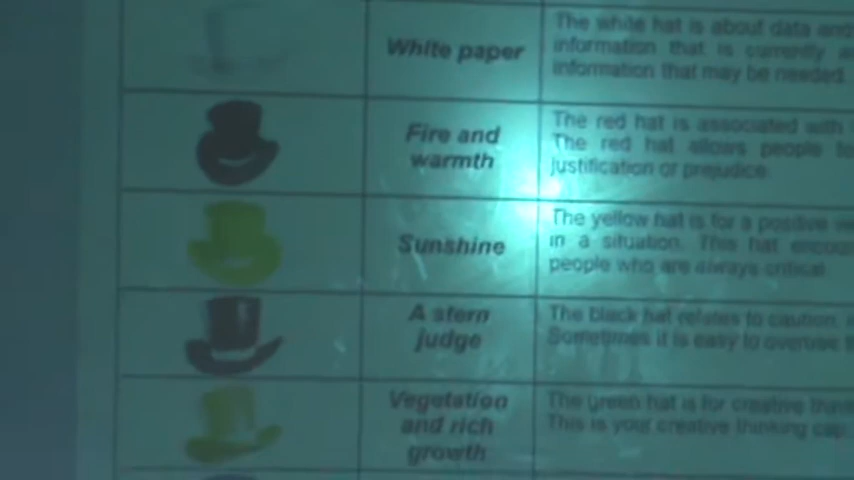 White paper
The white hat is about data and
information that is currently
information that may be needed.
Fire and
warmth
The red hat is associated with
The red hat allows people to
justification or prejudice.
Sunshine
The yellow hat is for a positive
in a situation. This hat
people who are always critical.
A stern
judge
The black hat relates to caution,
Sometimes it is easy to overuse
Vegetation
and rich
growth
The green hat is for creative
This is your creative thinking cap.